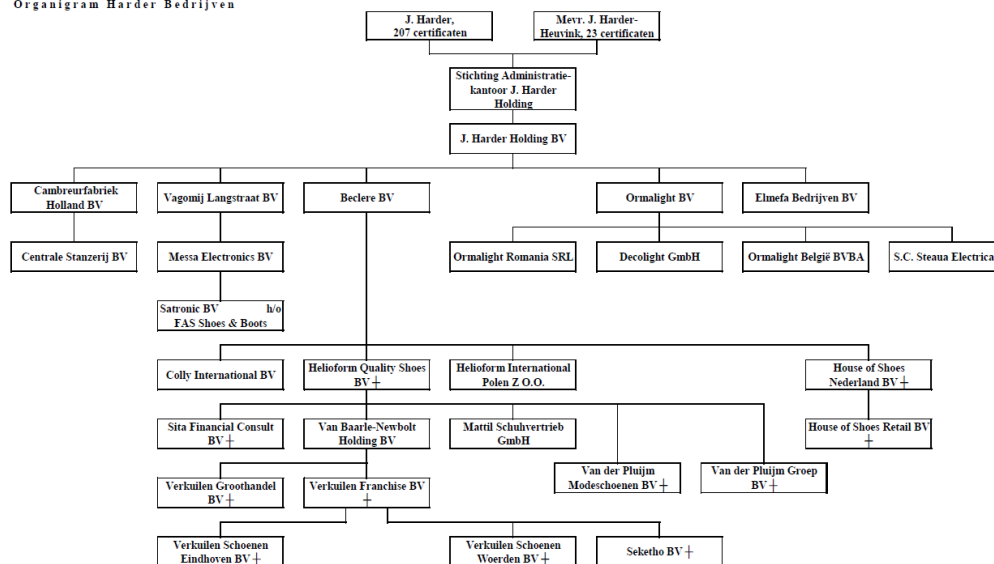 Organigram Harder Bedrijven
J. Harder,
207 certificaten
Mevr. J. Harder-
Heuvink, 23 certificaten
Stichting Administratie-
kantoor J. Harder
Holding
J. Harder Holding BV
Cambreurfabriek
Holland BV
Vagomij Langstraat BV
Beclere BV
Ormalight BV
Elmefa Bedrijven BV
Centrale Stanzerij BV
Messa Electronics BV
Ormalight Romania SRL
Decolight GmbH
Ormalight België BVBA
S.C. Steaua Electrica
Satronic BV h/o
FAS Shoes & Boots
Colly International BV
Helioform Quality Shoes
BV ┼
Helioform International
Polen Z O.O.
House of Shoes
Nederland BV ┼
Sita Financial Consult
BV ┼
Van Baarle-Newbolt
Holding BV
Mattil Schuhvertrieb
GmbH
House of Shoes Retail BV
┼
Van der Pluijm
Modeschoenen BV ┼
Van der Pluijm Groep
BV ┼
Verkuilen Groothandel
BV ┼
Verkuilen Franchise BV
┼
Verkuilen Schoenen
Eindhoven BV ┼
Verkuilen Schoenen
Woerden BV ┼
Seketho BV ┼